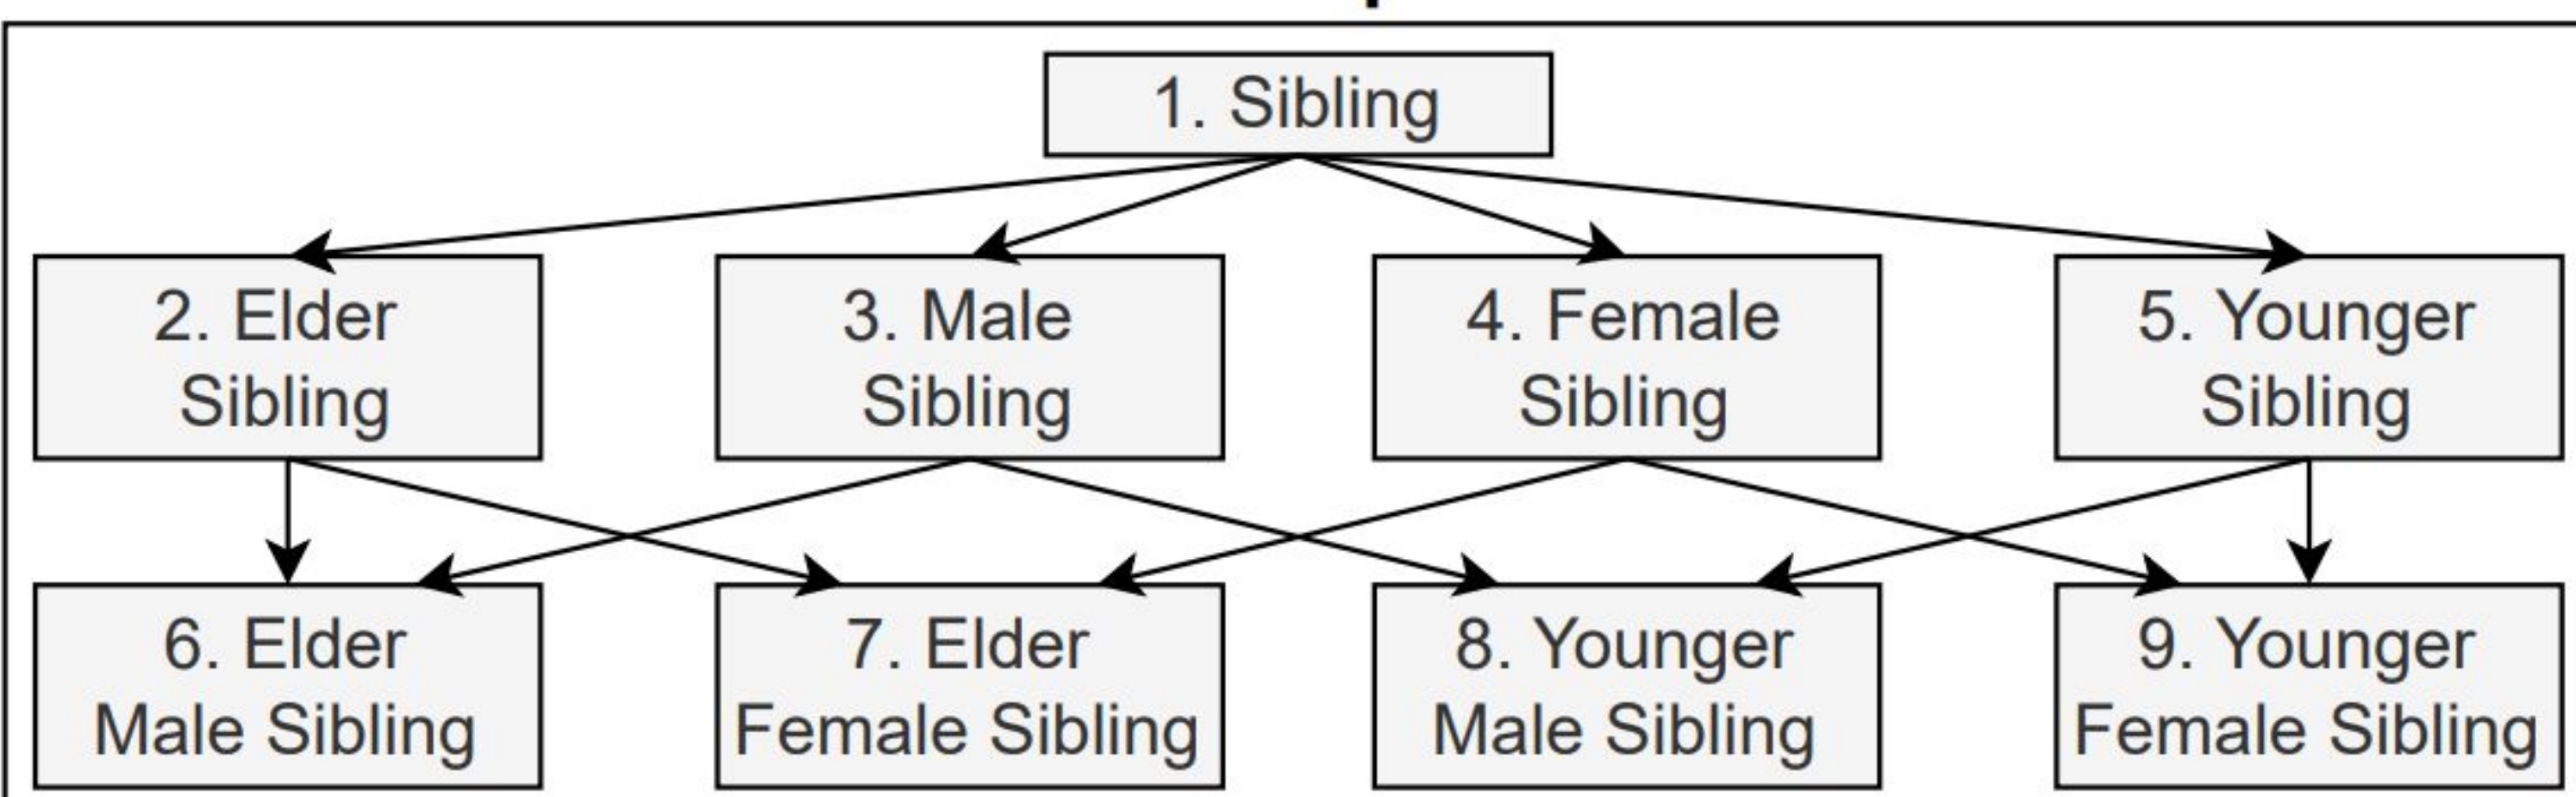 1. Sibling
2. Elder
Sibling
3. Male
Sibling
4. Female
Sibling
5. Younger
Sibling
6. Elder
Male Sibling
7. Elder
Female Sibling
8. Younger
Male Sibling
9. Younger
Female Sibling